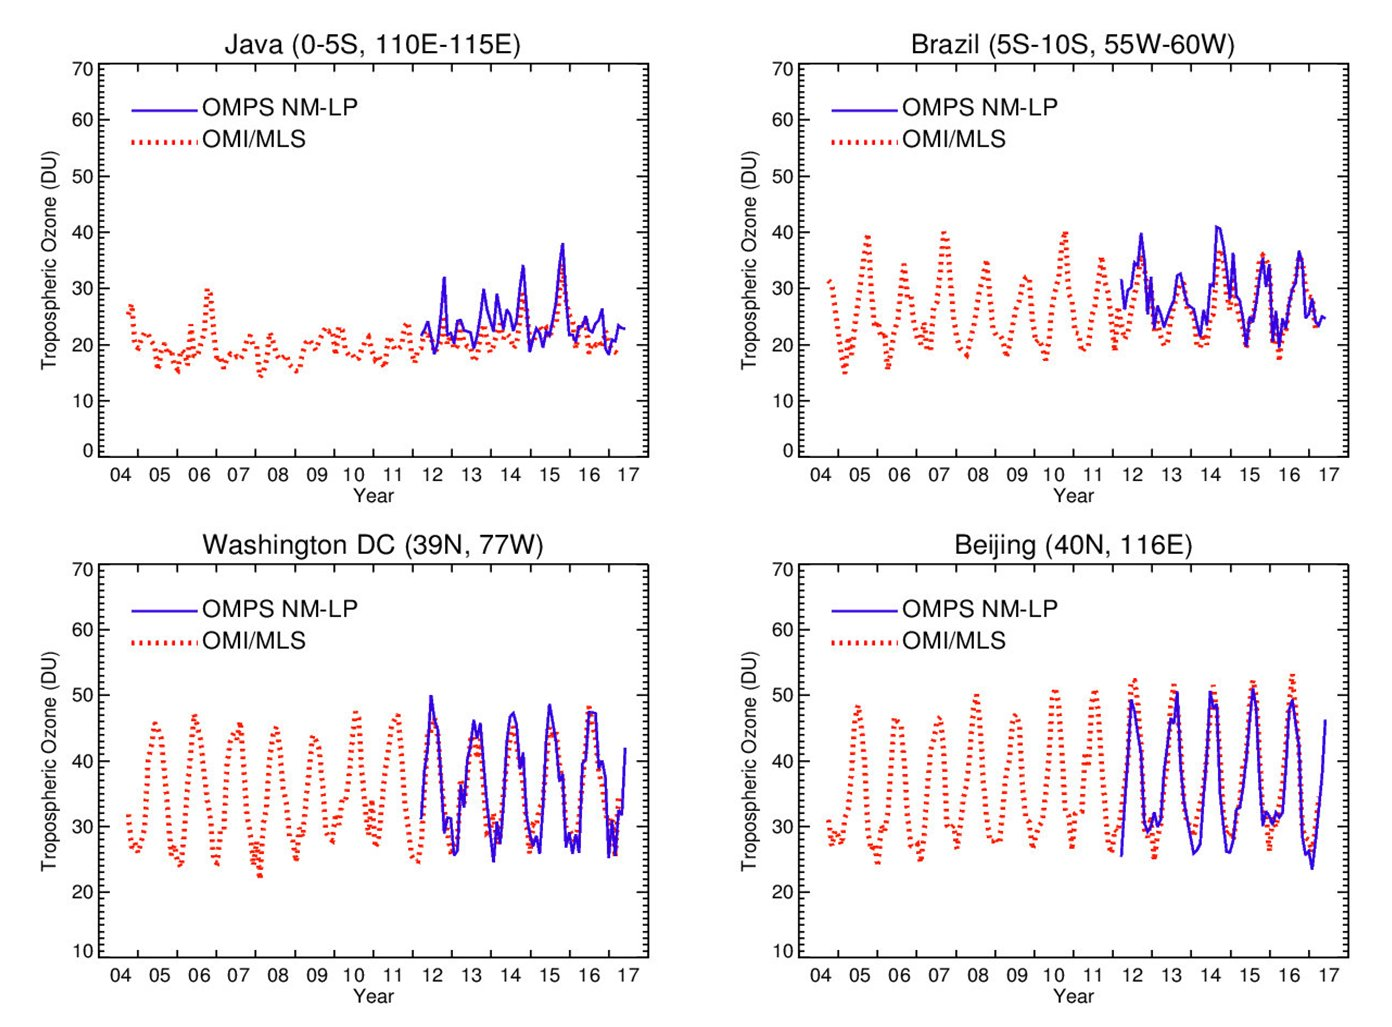 Java (0-5S, 110E-115E)
70
60
50
40
30
20
10
0
Tropospheric Ozone (DU)
OMPS NM-LP
OMI/MLS
04 05 06 07 08 09 10 11 12 13 14 15 16 17
Year
Brazil (5S-10S, 55W-60W)
70
60
50
40
30
20
10
0
Tropospheric Ozone (DU)
OMPS NM-LP
OMI/MLS
04 05 06 07 08 09 10 11 12 13 14 15 16 17
Year
Washington DC (39N, 77W)
70
60
50
40
30
20
10
Tropospheric Ozone (DU)
OMPS NM-LP
OMI/MLS
04 05 06 07 08 09 10 11 12 13 14 15 16 17
Year
Beijing (40N, 116E)
70
60
50
40
30
20
10
Tropospheric Ozone (DU)
OMPS NM-LP
OMI/MLS
04 05 06 07 08 09 10 11 12 13 14 15 16 17
Year